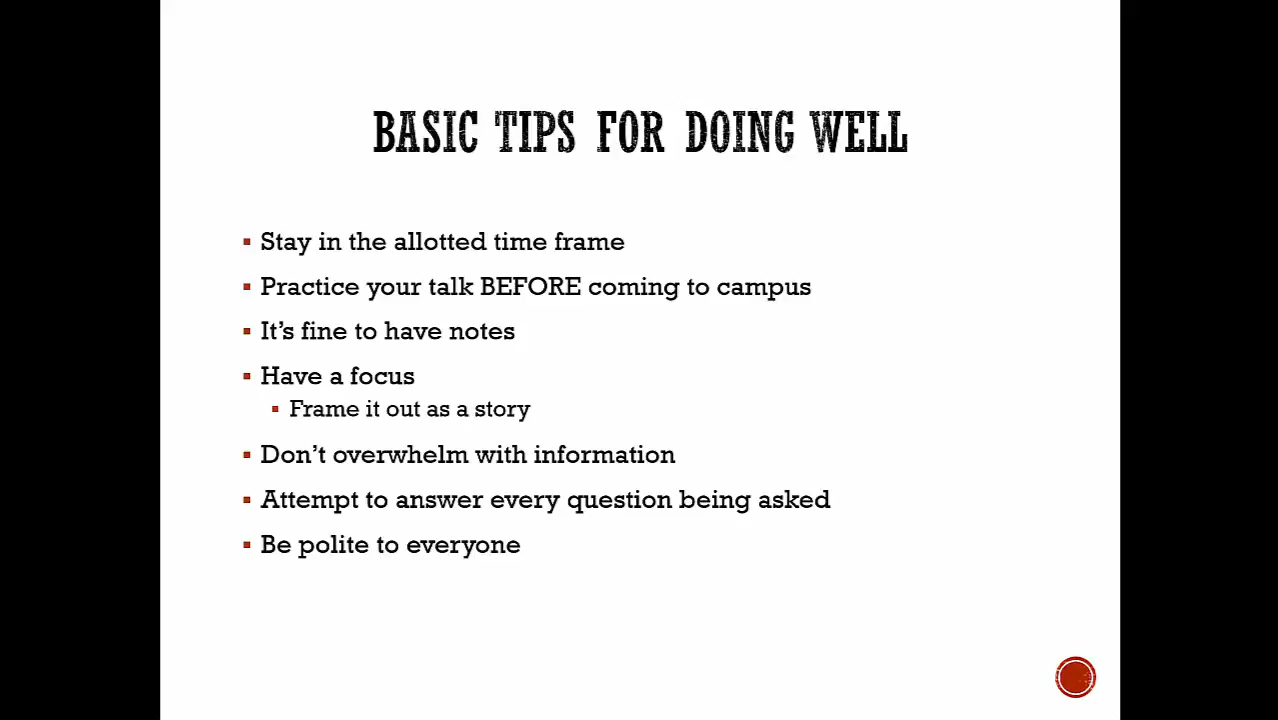 BASIC TIPS FOR DOING WELL
Stay in the allotted time frame
Practice your talk BEFORE coming to campus
It's fine to have notes
Have a focus
Frame it out as a story
Don't overwhelm with information
Attempt to answer every question being asked
Be polite to everyone